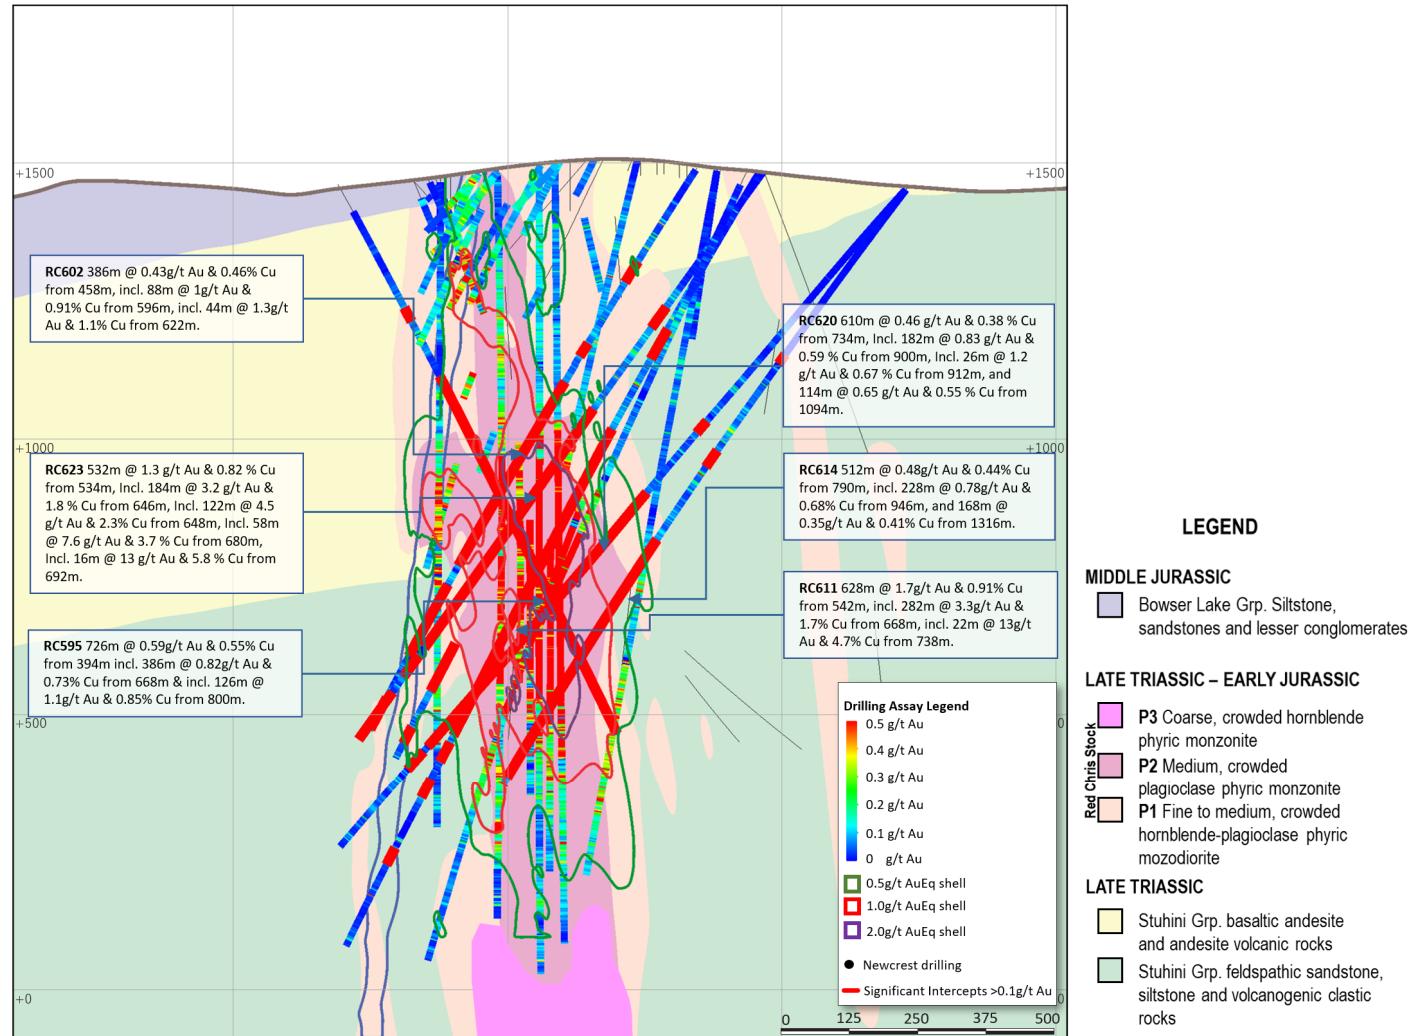 +1500
+1500
RC602 386m @ 0.43g/t Au & 0.46% Cu
from 458m, incl. 88m @ 1g/t Au &
0.91% Cu from 596m, incl. 44m @ 1.3g/t
Au & 1.1% Cu from 622m.
RC620 610m @ 0.46 g/t Au & 0.38 % Cu
from 734m, Incl. 182m @ 0.83 g/t Au &
0.59 % Cu from 900m, Incl. 26m @ 1.2
g/t Au & 0.67 % Cu from 912m, and
114m @ 0.65 g/t Au & 0.55 % Cu from
1094m.
+1000
+1000
RC623 532m @ 1.3 g/t Au & 0.82 % Cu
from 534m, Incl. 184m @ 3.2 g/t Au &
1.8 % Cu from 646m, Incl. 122m @ 4.5
g/t Au & 2.3% Cu from 648m, Incl. 58m
@ 7.6 g/t Au & 3.7 % Cu from 680m,
Incl. 16m @ 13 g/t Au & 5.8 % Cu from
692m.
RC614 512m @ 0.48g/t Au & 0.44% Cu
from 790m, incl. 228m @ 0.78g/t Au &
0.68% Cu from 946m, and 168m @
0.35g/t Au & 0.41% Cu from 1316m.
RC611 628m @ 1.7g/t Au & 0.91% Cu
from 542m, incl. 282m @ 3.3g/t Au &
1.7% Cu from 668m, incl. 22m @ 13g/t
Au & 4.7% Cu from 738m.
RC595 726m @ 0.59g/t Au & 0.55% Cu
from 394m incl. 386m @ 0.82g/t Au &
0.73% Cu from 668m & incl. 126m @
1.1g/t Au & 0.85% Cu from 800m.
+500
0
Drilling Assay Legend
0.5 g/t Au
0.4 g/t Au
0.3 g/t Au
0.2 g/t Au
0.1 g/t Au
0 g/t Au
0.5g/t AuEq shell
1.0g/t AuEq shell
2.0g/t AuEq shell
Newcrest drilling
Significant Intercepts >0.1g/t Au
+0
0
0 125 250 375 500
LEGEND
MIDDLE JURASSIC
Bowser Lake Grp. Siltstone,
sandstones and lesser conglomerates
LATE TRIASSIC – EARLY JURASSIC
Red Chris Stock
P3 Coarse, crowded hornblende
phyric monzonite
P2 Medium, crowded
plagioclase phyric monzonite
P1 Fine to medium, crowded
hornblende-plagioclase phyric
mozodiorite
LATE TRIASSIC
Stuhini Grp. basaltic andesite
and andesite volcanic rocks
Stuhini Grp. feldspathic sandstone,
siltstone and volcanogenic clastic
rocks